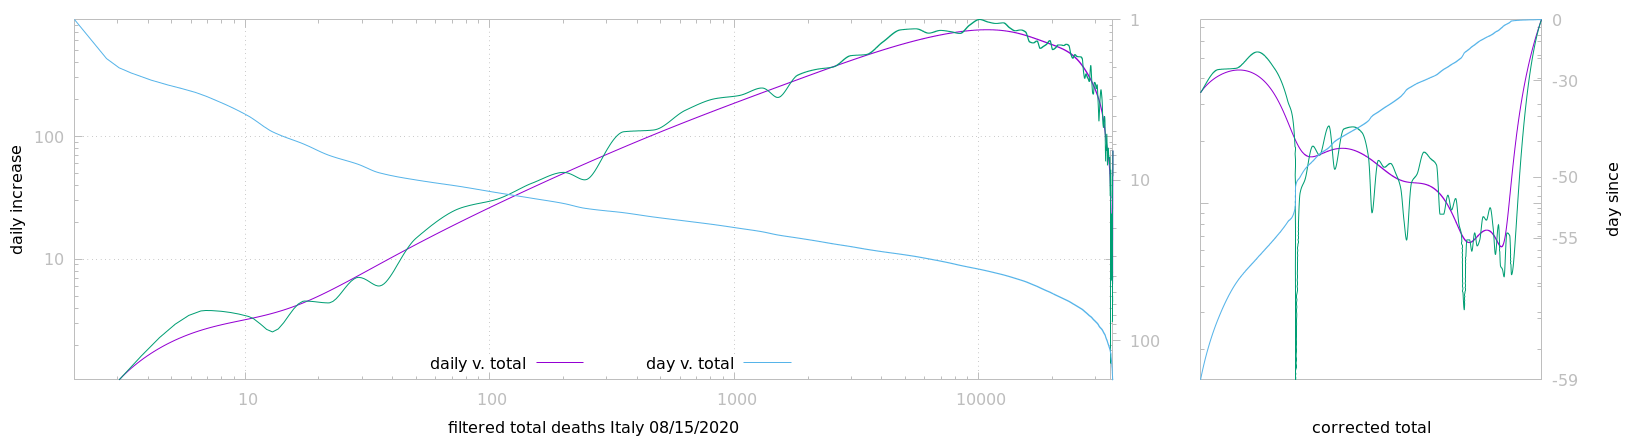 daily increase
100
10
10
100
1000
10000
1
10
100
daily v. total
day v. total
filtered total deaths Italy 08/15/2020
0
-30
-50
-55
-59
day since
corrected total